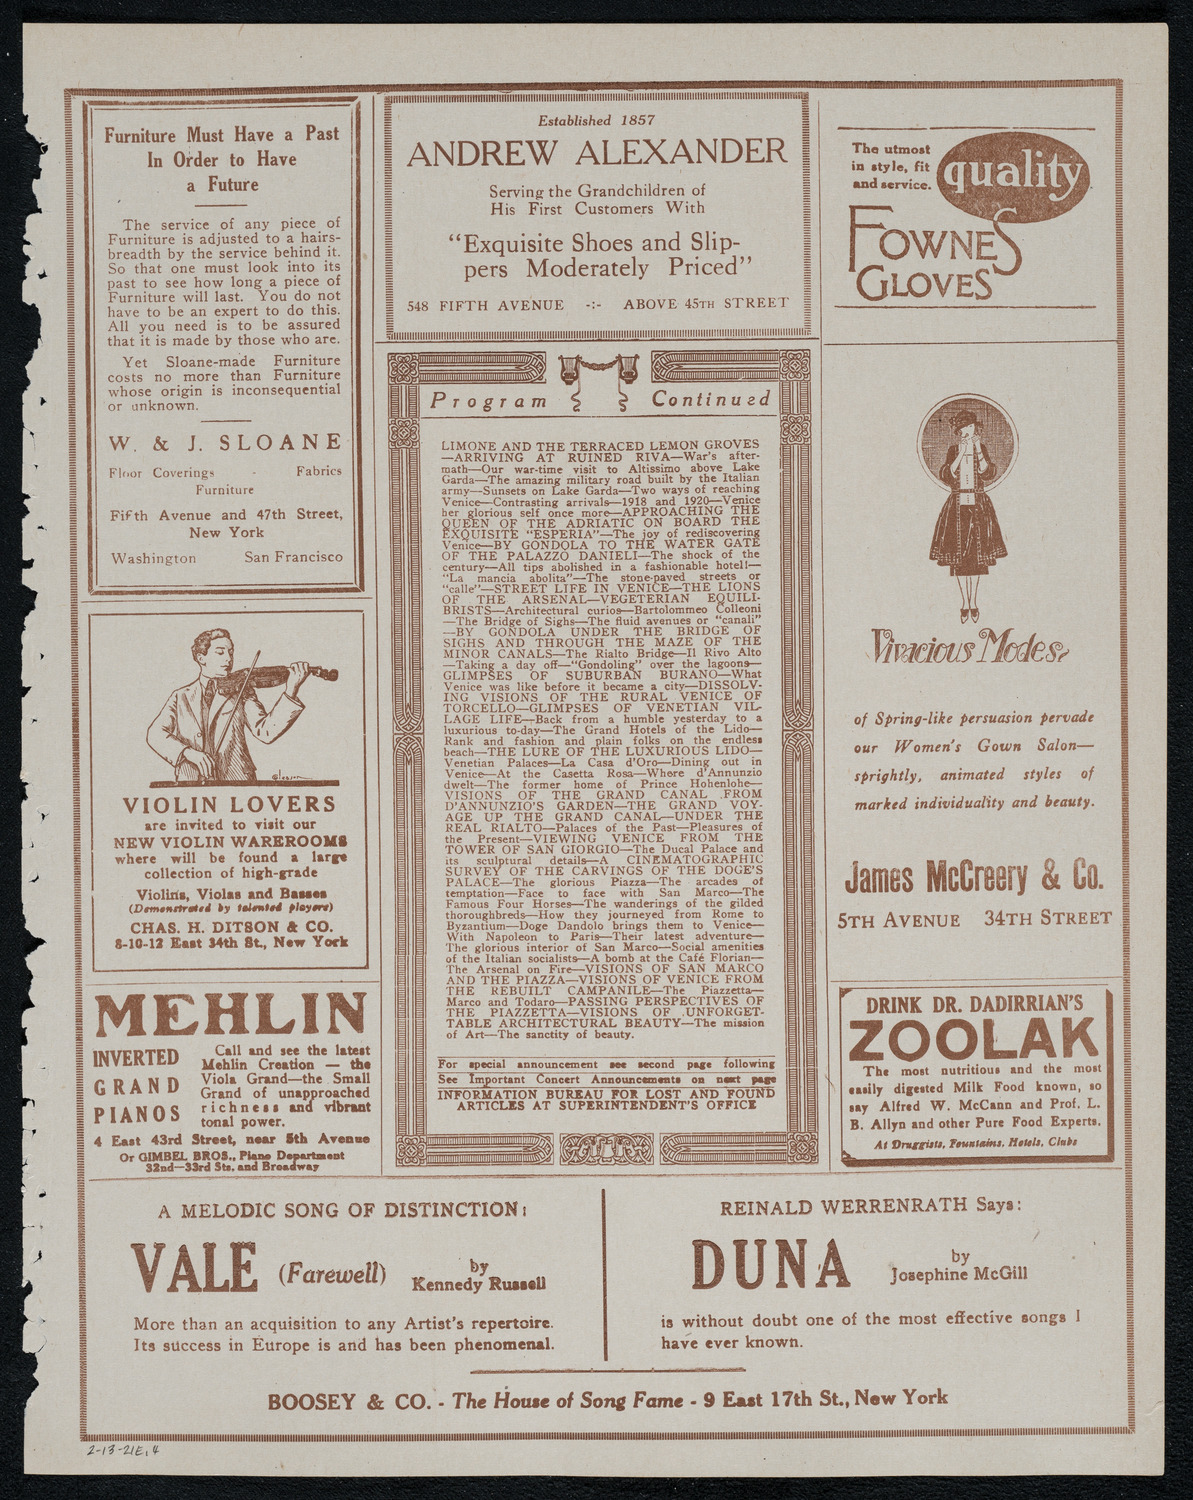 Furniture Must Have a Past
In Order to Have
a Future
The service of any piece of
Furniture is adjusted to a hairs-
breadth by the service behind it.
So that one must look into its
past to see how long a piece of
Furniture will last. You do not
have to be an expert to do this.
All you need is to be assured
that it is made by those who are.
Yet Sloane-made Furniture
costs no more than Furniture
whose origin is inconsequential
or unknown.
W. & J. SLOANE
Floor Coverings - Fabrics
Furniture
Fifth Avenue and 47th Street,
New York
Washington San Francisco
VIOLIN LOVERS
are invited to visit our
NEW VIOLIN WAREROOMS
where will be found a large
collection of high-grade
Violins, Violas and Basses
(Demonstrated by talented players)
CHAS. H. DITSON & CO.
8-10-12 East 34th St., New York
MEHLIN
INVERTED
GRAND
PIANOS
Call and see the latest
Mehlin Creation — the
Viola Grand—the Small
Grand of unapproached
richness and vibrant
tonal power.
4 East 43rd Street, near 5th Avenue
Or GIMBEL BROS., Piano Department
32nd—33rd Sts. and Broadway
Established 1857
ANDREW ALEXANDER
Serving the Grandchildren of
His First Customers With
"Exquisite Shoes and Slip-
pers Moderately Priced"
548 FIFTH AVENUE -:- ABOVE 45TH STREET
Program Continued
LIMONE AND THE TERRACED LEMON GROVES
—ARRIVING AT RUINED RIVA—War's after-
math—Our war-time visit to Altissimo above Lake
Garda—The amazing military road built by the Italian
army—Sunsets on Lake Garda—Two ways of reaching
Venice—Contrasting arrivals—1918 and 1920—Venice
her glorious self once more—APPROACHING THE
QUEEN OF THE ADRIATIC ON BOARD THE
EXQUISITE "ESPERIA"—The joy of rediscovering
Venice—BY GONDOLA TO THE WATER GATE
OF THE PALAZZO DANIELI—The shock of the
century—All tips abolished in a fashionable hotel!—
"La mancia abolita"—The stone-paved streets or
"calle"—STREET LIFE IN VENICE—THE LIONS
OF THE ARSENAL—VEGETERIAN EQUILI-
BRISTS—Architectural curios—Bartolommeo Colleoni
—The Bridge of Sighs—The fluid avenues or "canali"
—BY GONDOLA UNDER THE BRIDGE OF
SIGHS AND THROUGH THE MAZE OF THE
MINOR CANALS—The Rialto Bridge—Il Rivo Alto
—Taking a day off—"Gondoling" over the lagoons—
GLIMPSES OF SUBURBAN BURANO—What
Venice was like before it became a city—DISSOLV-
ING VISIONS OF THE RURAL VENICE OF
TORCELLO—GLIMPSES OF VENETIAN VIL-
LAGE LIFE—Back from a humble yesterday to a
luxurious to-day—The Grand Hotels of the Lido—
Rank and fashion and plain folks on the endless
beach—THE LURE OF THE LUXURIOUS LIDO—
Venetian Palaces—La Casa d'Oro—Dining out in
Venice—At the Casetta Rosa—Where d'Annunzio
dwelt—The former home of Prince Hohenlohe—
VISIONS OF THE GRAND CANAL FROM
D'ANNUNZIO'S GARDEN—THE GRAND VOY-
AGE UP THE GRAND CANAL—UNDER THE
REAL RIALTO—Palaces of the Past—Pleasures of
the Present—VIEWING VENICE FROM THE
TOWER OF SAN GIORGIO—The Ducal Palace and
its sculptural details—A CINEMATOGRAPHIC
SURVEY OF THE CARVINGS OF THE DOGE'S
PALACE—The glorious Piazza—The arcades of
temptation—Face to face with San Marco—The
Famous Four Horses—The wanderings of the gilded
thoroughbreds—How they journeyed from Rome to
Byzantium—Doge Dandolo brings them to Venice—
With Napoleon to Paris—Their latest adventure—
The glorious interior of San Marco—Social amenities
of the Italian socialists—A bomb at the Café Florian—
The Arsenal on Fire—VISIONS OF SAN MARCO
AND THE PIAZZA—VISIONS OF VENICE FROM
THE REBUILT CAMPANILE—The Piazzetta—
Marco and Todaro—PASSING PERSPECTIVES OF
THE PIAZZETTA—VISIONS OF UNFORGET-
TABLE ARCHITECTURAL BEAUTY—The mission
of Art—The sanctity of beauty.
For special announcement see second page following
See Important Concert Announcements on next page
INFORMATION BUREAU FOR LOST AND FOUND
ARTICLES AT SUPERINTENDENT'S OFFICE
The utmost
in style, fit
and service.
quality
FOWNES
GLOVES
Vivacious Modes
of Spring-like persuasion pervade
our Women's Gown Salon—
sprightly, animated styles of
marked individuality and beauty.
James McCreery & Co.
5TH AVENUE 34TH STREET
DRINK DR. DADIRRIAN'S
ZOOLAK
The most nutritious and the most
easily digested Milk Food known, so
say Alfred W. McCann and Prof. L.
B. Allyn and other Pure Food Experts.
At Druggists, Fountains, Hotels, Clubs
A MELODIC SONG OF DISTINCTION:
VALE (Farewell) by
Kennedy Russell
More than an acquisition to any Artist's repertoire.
Its success in Europe is and has been phenomenal.
REINALD WERRENRATH Says:
DUNA by
Josephine McGill
is without doubt one of the most effective songs I
have ever known.
BOOSEY & CO. - The House of Song Fame - 9 East 17th St., New York
2-13-21E, 4